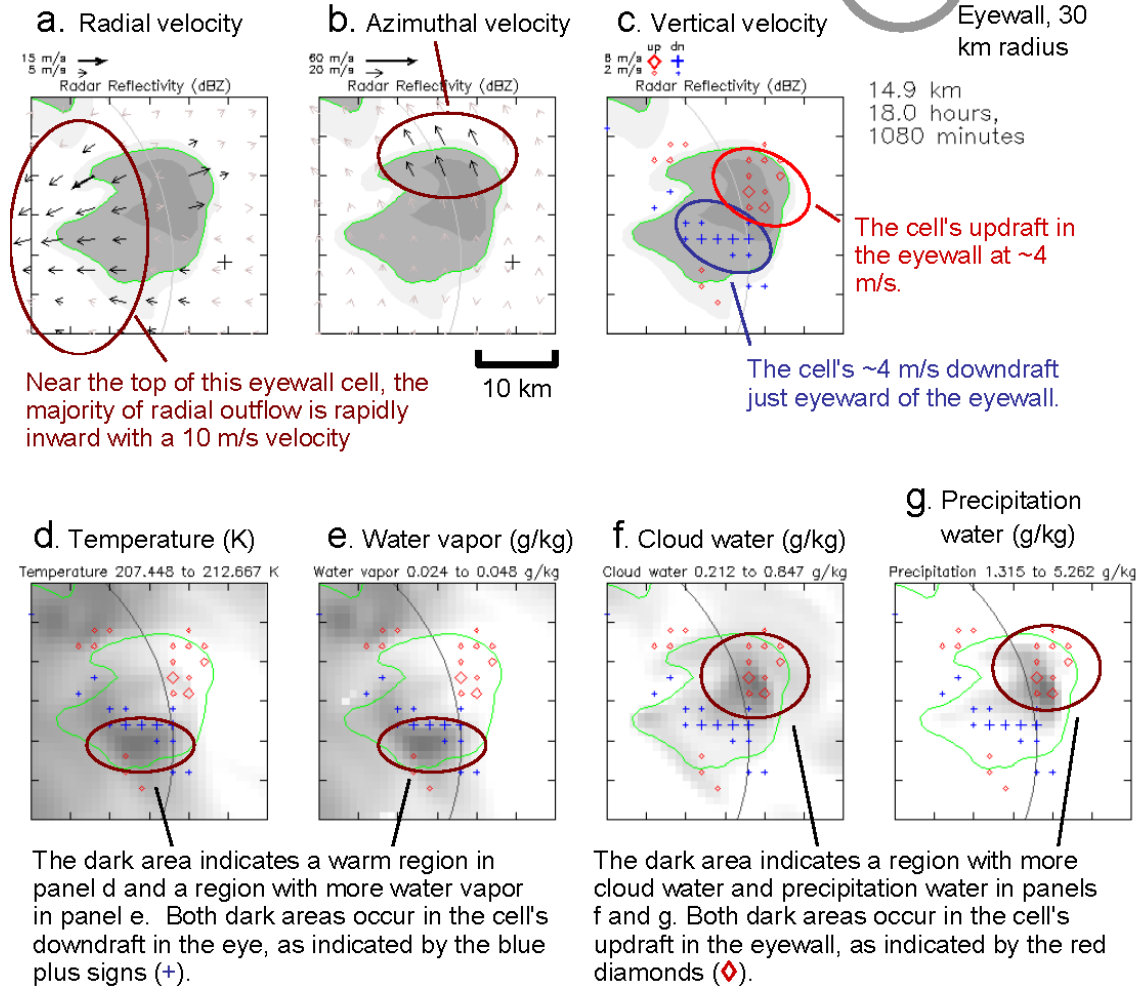 a. Radial velocity
15 m/s
5 m/s
Radar Reflectivity (dBZ)
b. Azimuthal velocity
60 m/s
20 m/s
Radar Reflectivity (dBZ)
c. Vertical velocity
up dn
8 m/s
2 m/s
Radar Reflectivity (dBZ)
Eyewall, 30
km radius
14.9 km
18.0 hours,
1080 minutes
The cell's updraft in
the eyewall at ~4
m/s.
The cell's ~4 m/s downdraft
just eyeward of the eyewall.
10 km
Near the top of this eyewall cell, the
majority of radial outflow is rapidly
inward with a 10 m/s velocity
d. Temperature (K)
Temperature 207.448 to 212.667 K
e. Water vapor (g/kg)
Water vapor 0.024 to 0.048 g/kg
f. Cloud water (g/kg)
Cloud water 0.212 to 0.847 g/kg
g. Precipitation
water (g/kg)
Precipitation 1.315 to 5.262 g/kg
The dark area indicates a warm region in
panel d and a region with more water vapor
in panel e. Both dark areas occur in the cell's
downdraft in the eye, as indicated by the blue
plus signs (+).
The dark area indicates a region with more
cloud water and precipitation water in panels
f and g. Both dark areas occur in the cell's
updraft in the eyewall, as indicated by the red
diamonds (◊).